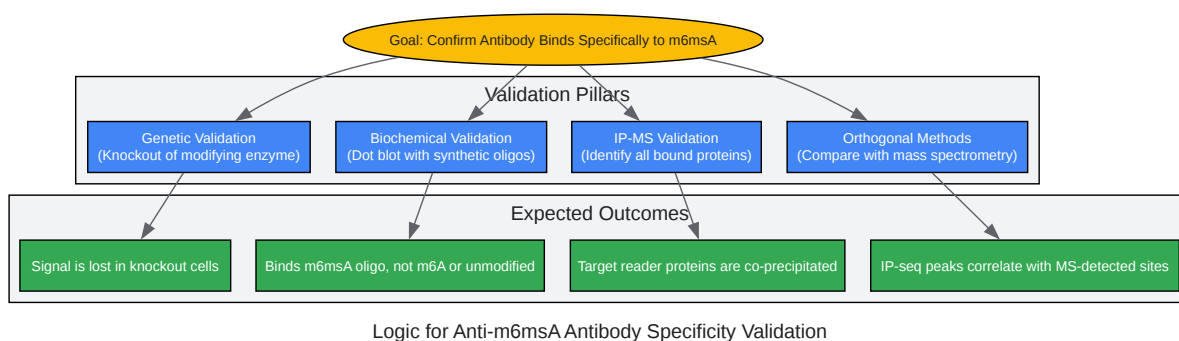 Goal: Confirm Antibody Binds Specifically to m6msA
Validation Pillars
Genetic Validation
(Knockout of modifying enzyme)
Biochemical Validation
(Dot blot with synthetic oligos)
IP-MS Validation
(Identify all bound proteins)
Orthogonal Methods
(Compare with mass spectrometry)
Expected Outcomes
Signal is lost in knockout cells
Binds m6msA oligo, not m6A or unmodified
Target reader proteins are co-precipitated
IP-seq peaks correlate with MS-detected sites
Logic for Anti-m6msA Antibody Specificity Validation